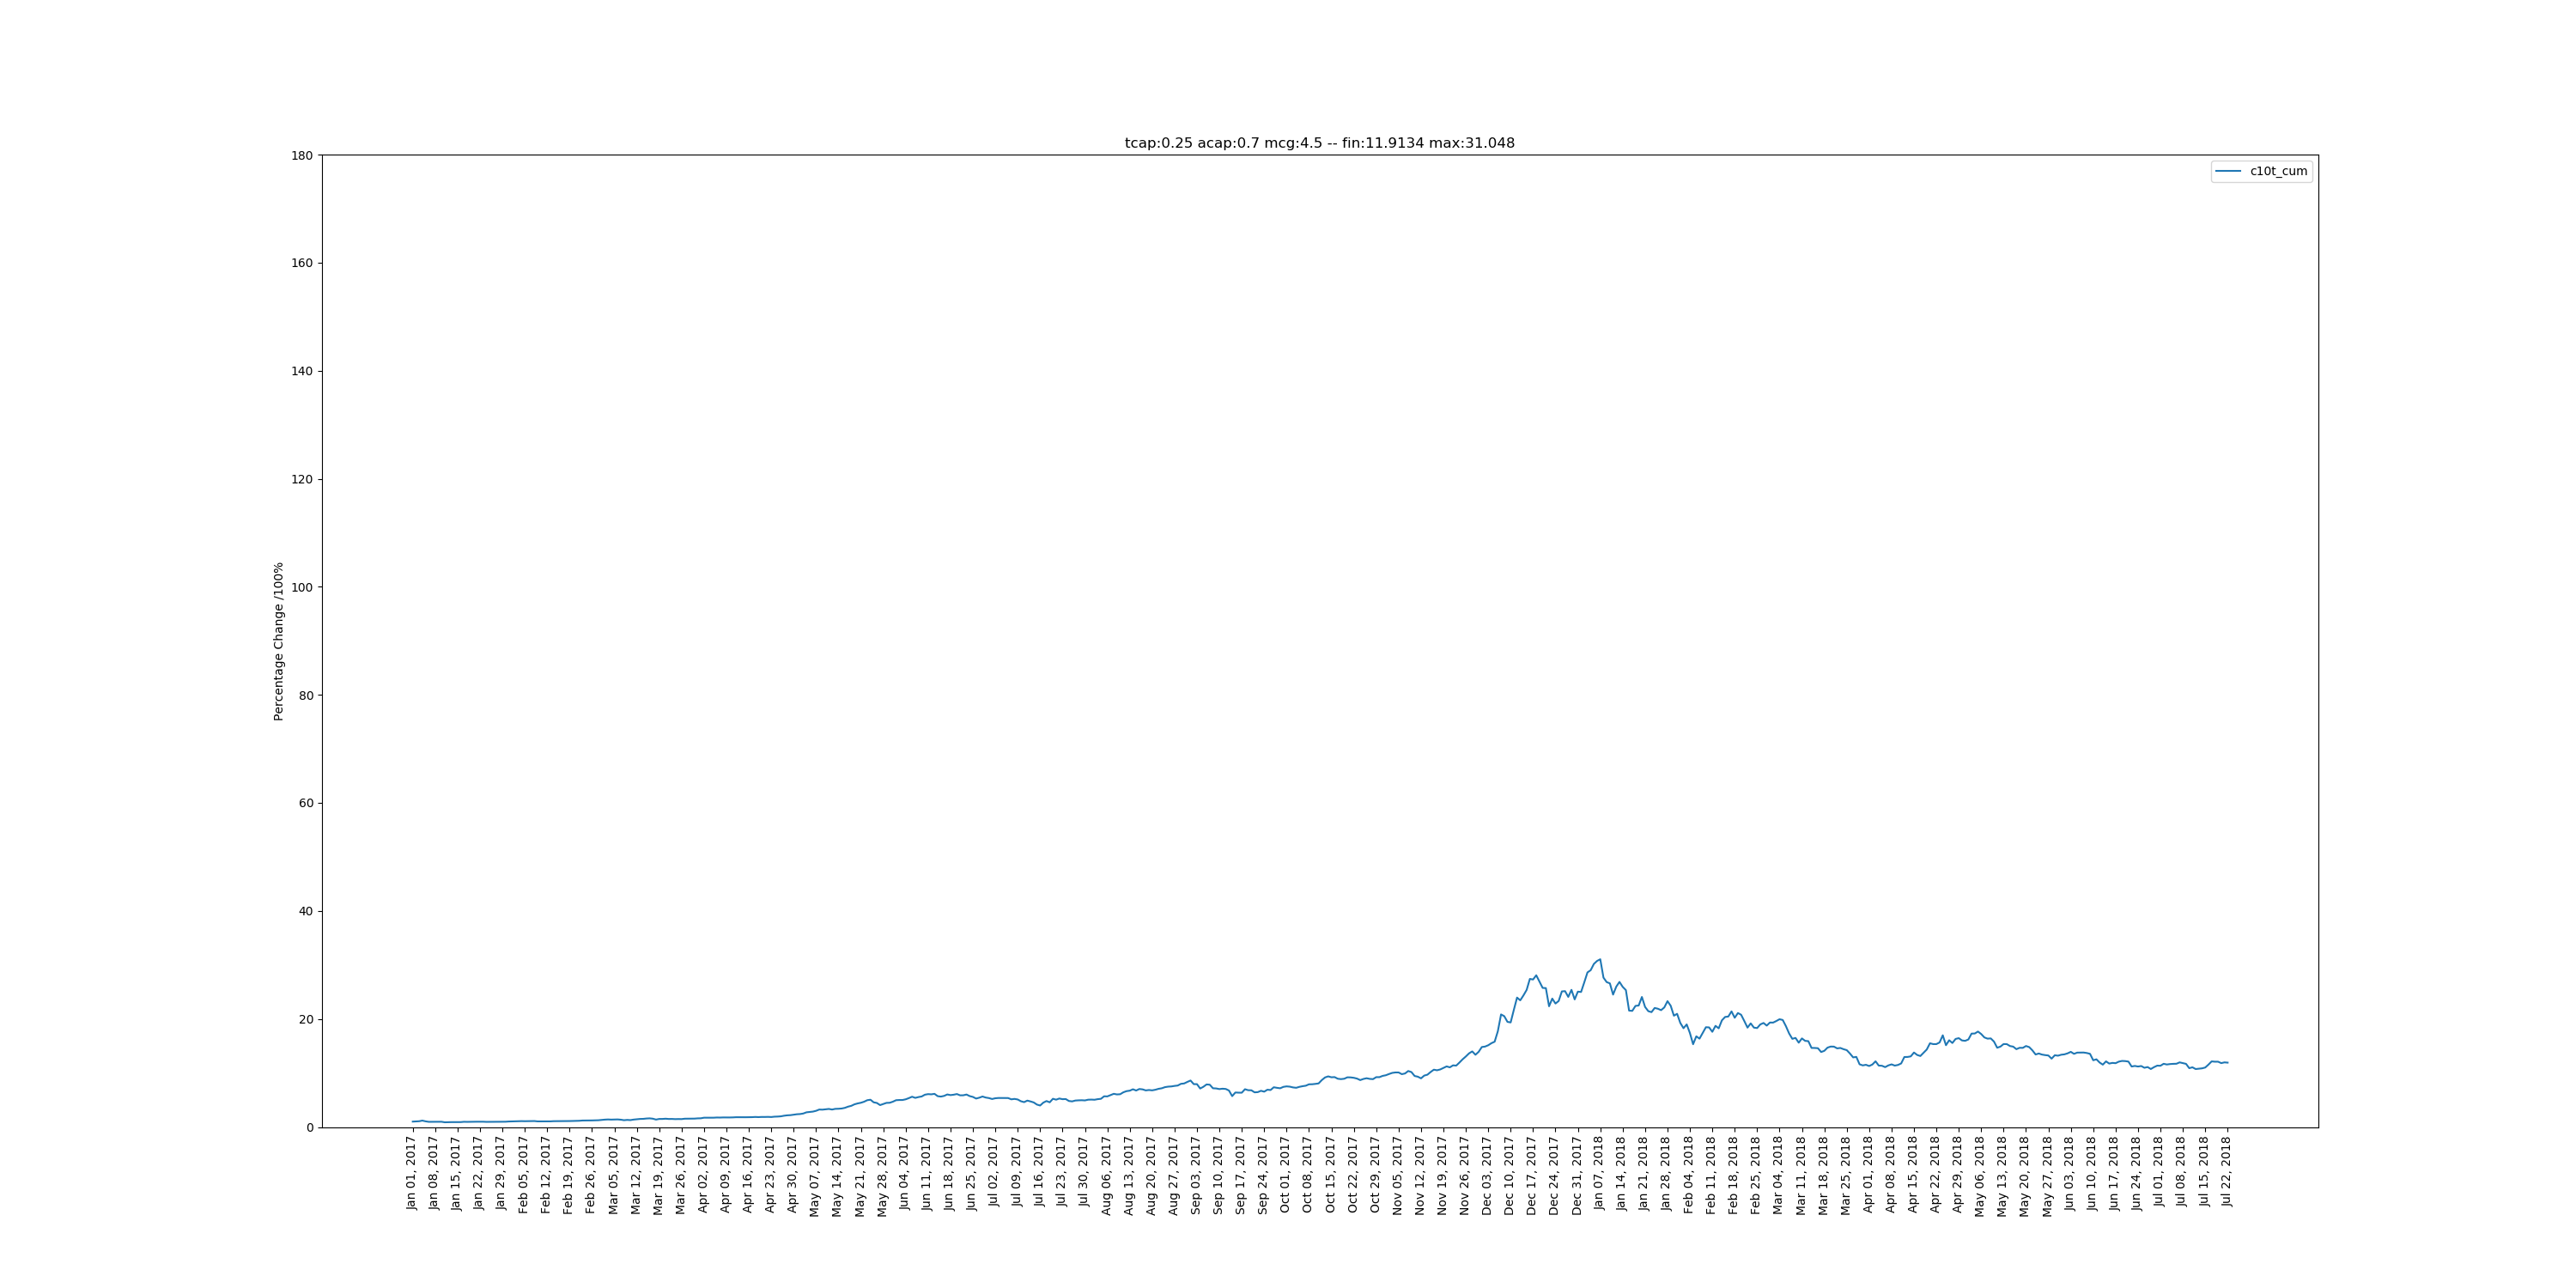 tcap:0.25 acap:0.7 mcg:4.5 -- fin:11.9134 max:31.048
c10t_cum
Percentage Change /100%
180
160
140
120
100
80
60
40
20
0
Jan 01, 2017
Jan 08, 2017
Jan 15, 2017
Jan 22, 2017
Jan 29, 2017
Feb 05, 2017
Feb 12, 2017
Feb 19, 2017
Feb 26, 2017
Mar 05, 2017
Mar 12, 2017
Mar 19, 2017
Mar 26, 2017
Apr 02, 2017
Apr 09, 2017
Apr 16, 2017
Apr 23, 2017
Apr 30, 2017
May 07, 2017
May 14, 2017
May 21, 2017
May 28, 2017
Jun 04, 2017
Jun 11, 2017
Jun 18, 2017
Jun 25, 2017
Jul 02, 2017
Jul 09, 2017
Jul 16, 2017
Jul 23, 2017
Jul 30, 2017
Aug 06, 2017
Aug 13, 2017
Aug 20, 2017
Aug 27, 2017
Sep 03, 2017
Sep 10, 2017
Sep 17, 2017
Sep 24, 2017
Oct 01, 2017
Oct 08, 2017
Oct 15, 2017
Oct 22, 2017
Oct 29, 2017
Nov 05, 2017
Nov 12, 2017
Nov 19, 2017
Nov 26, 2017
Dec 03, 2017
Dec 10, 2017
Dec 17, 2017
Dec 24, 2017
Dec 31, 2017
Jan 07, 2018
Jan 14, 2018
Jan 21, 2018
Jan 28, 2018
Feb 04, 2018
Feb 11, 2018
Feb 18, 2018
Feb 25, 2018
Mar 04, 2018
Mar 11, 2018
Mar 18, 2018
Mar 25, 2018
Apr 01, 2018
Apr 08, 2018
Apr 15, 2018
Apr 22, 2018
Apr 29, 2018
May 06, 2018
May 13, 2018
May 20, 2018
May 27, 2018
Jun 03, 2018
Jun 10, 2018
Jun 17, 2018
Jun 24, 2018
Jul 01, 2018
Jul 08, 2018
Jul 15, 2018
Jul 22, 2018